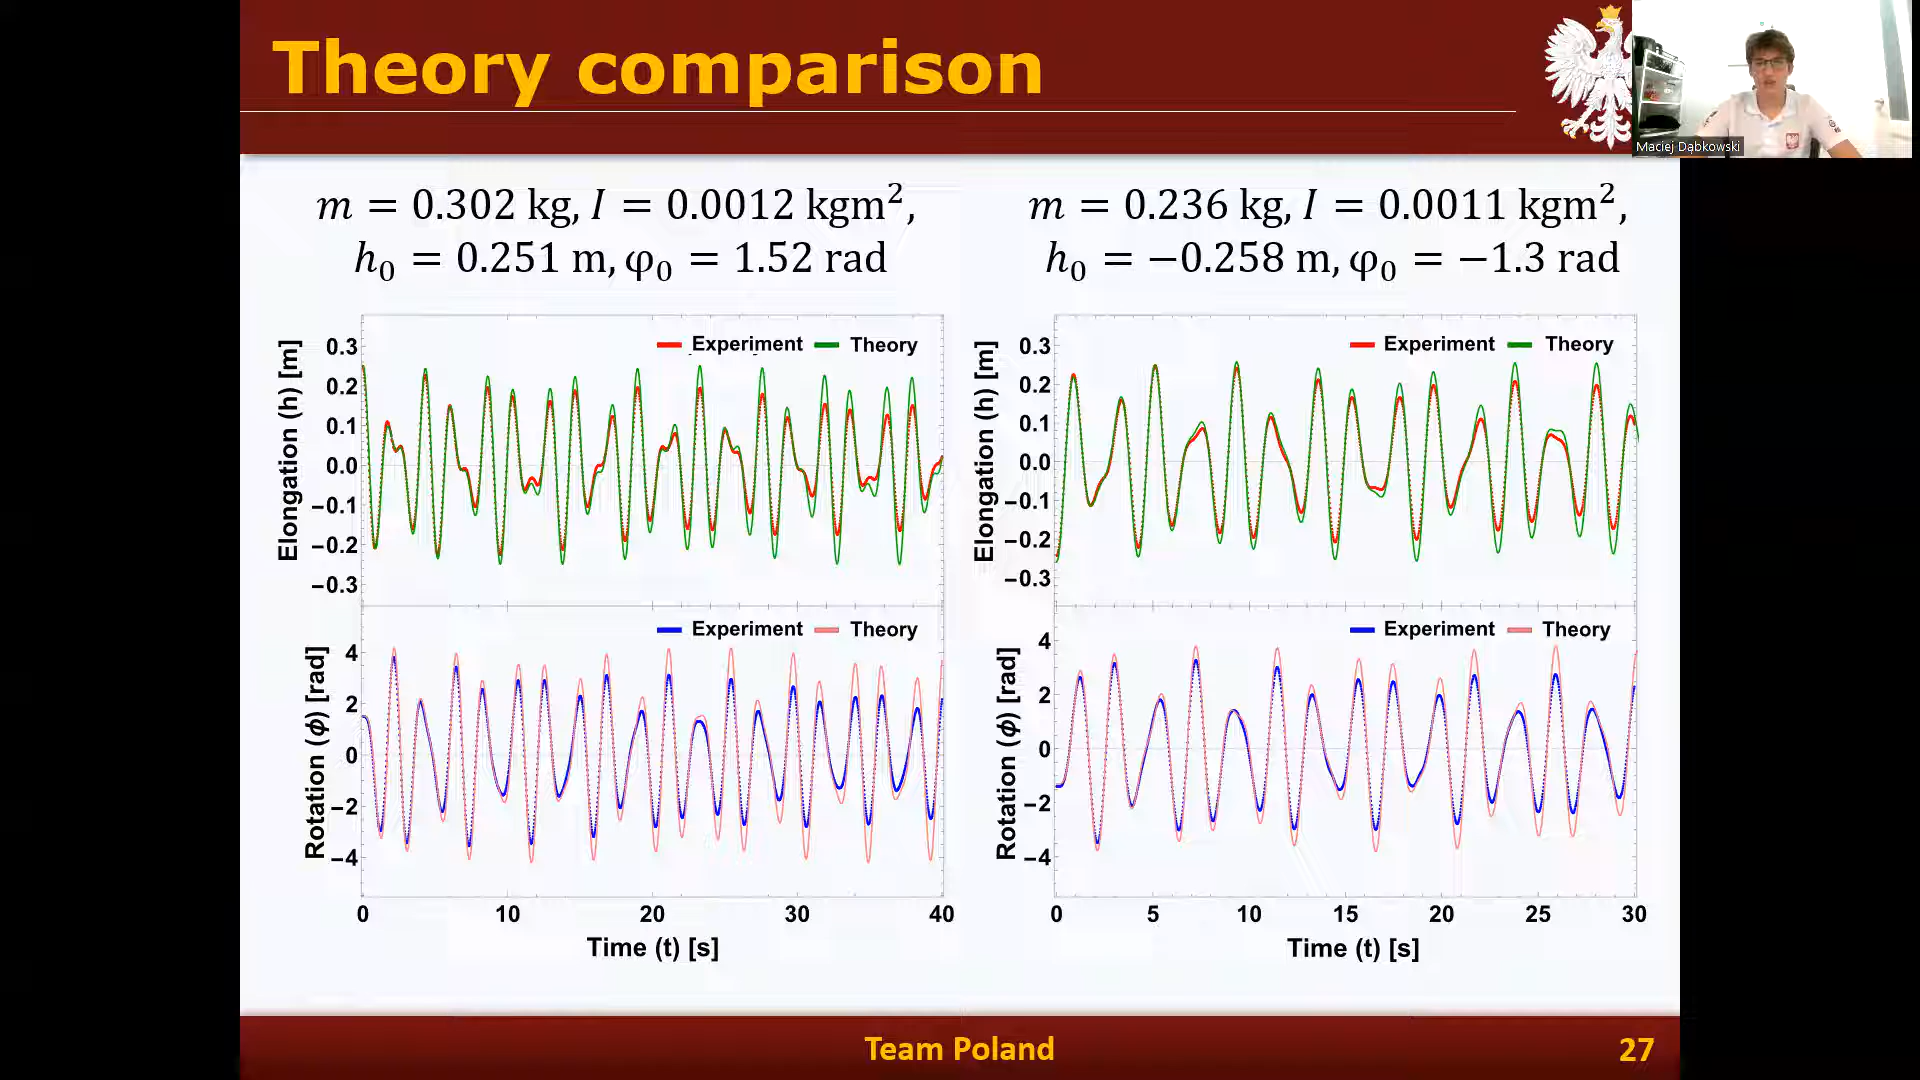 Theory comparison
Maciej Dąbkowski
m = 0.302 kg, I = 0.0012 kgm²,
h₀ = 0.251 m, φ₀ = 1.52 rad
m = 0.236 kg, I = 0.0011 kgm²,
h₀ = −0.258 m, φ₀ = −1.3 rad
Elongation (h) [m]
0.3
0.2
0.1
0.0
−0.1
−0.2
−0.3
Experiment Theory
Rotation (ϕ) [rad]
4
2
0
−2
−4
Experiment Theory
0 10 20 30 40
Time (t) [s]
Elongation (h) [m]
0.3
0.2
0.1
0.0
−0.1
−0.2
−0.3
Experiment Theory
Rotation (ϕ) [rad]
4
2
0
−2
−4
Experiment Theory
0 5 10 15 20 25 30
Time (t) [s]
Team Poland
27